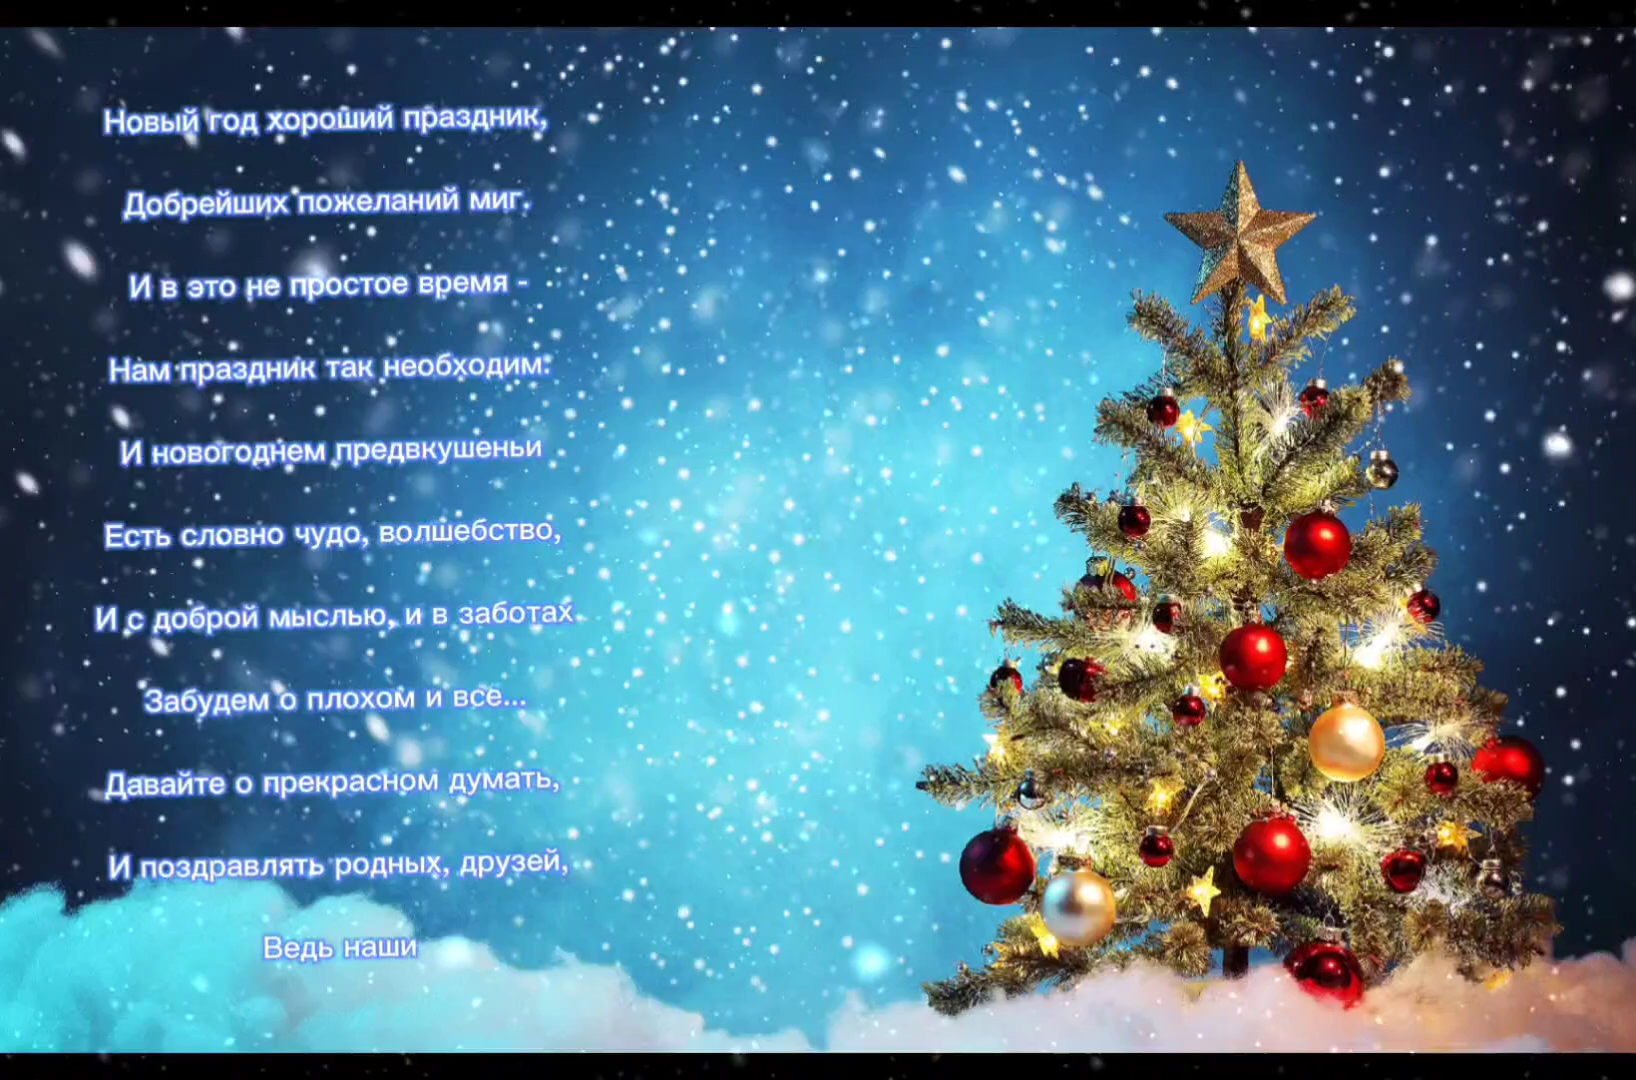 Новый год хороший праздник,
Добрейших пожеланий миг.
И в это не простое время -
Нам праздник так необходим:
И новогоднем предвкушеньи
Есть словно чудо, волшебство,
И с доброй мыслью, и в заботах
Забудем о плохом и все...
Давайте о прекрасном думать,
И поздравлять родных, друзей,
Ведь наши